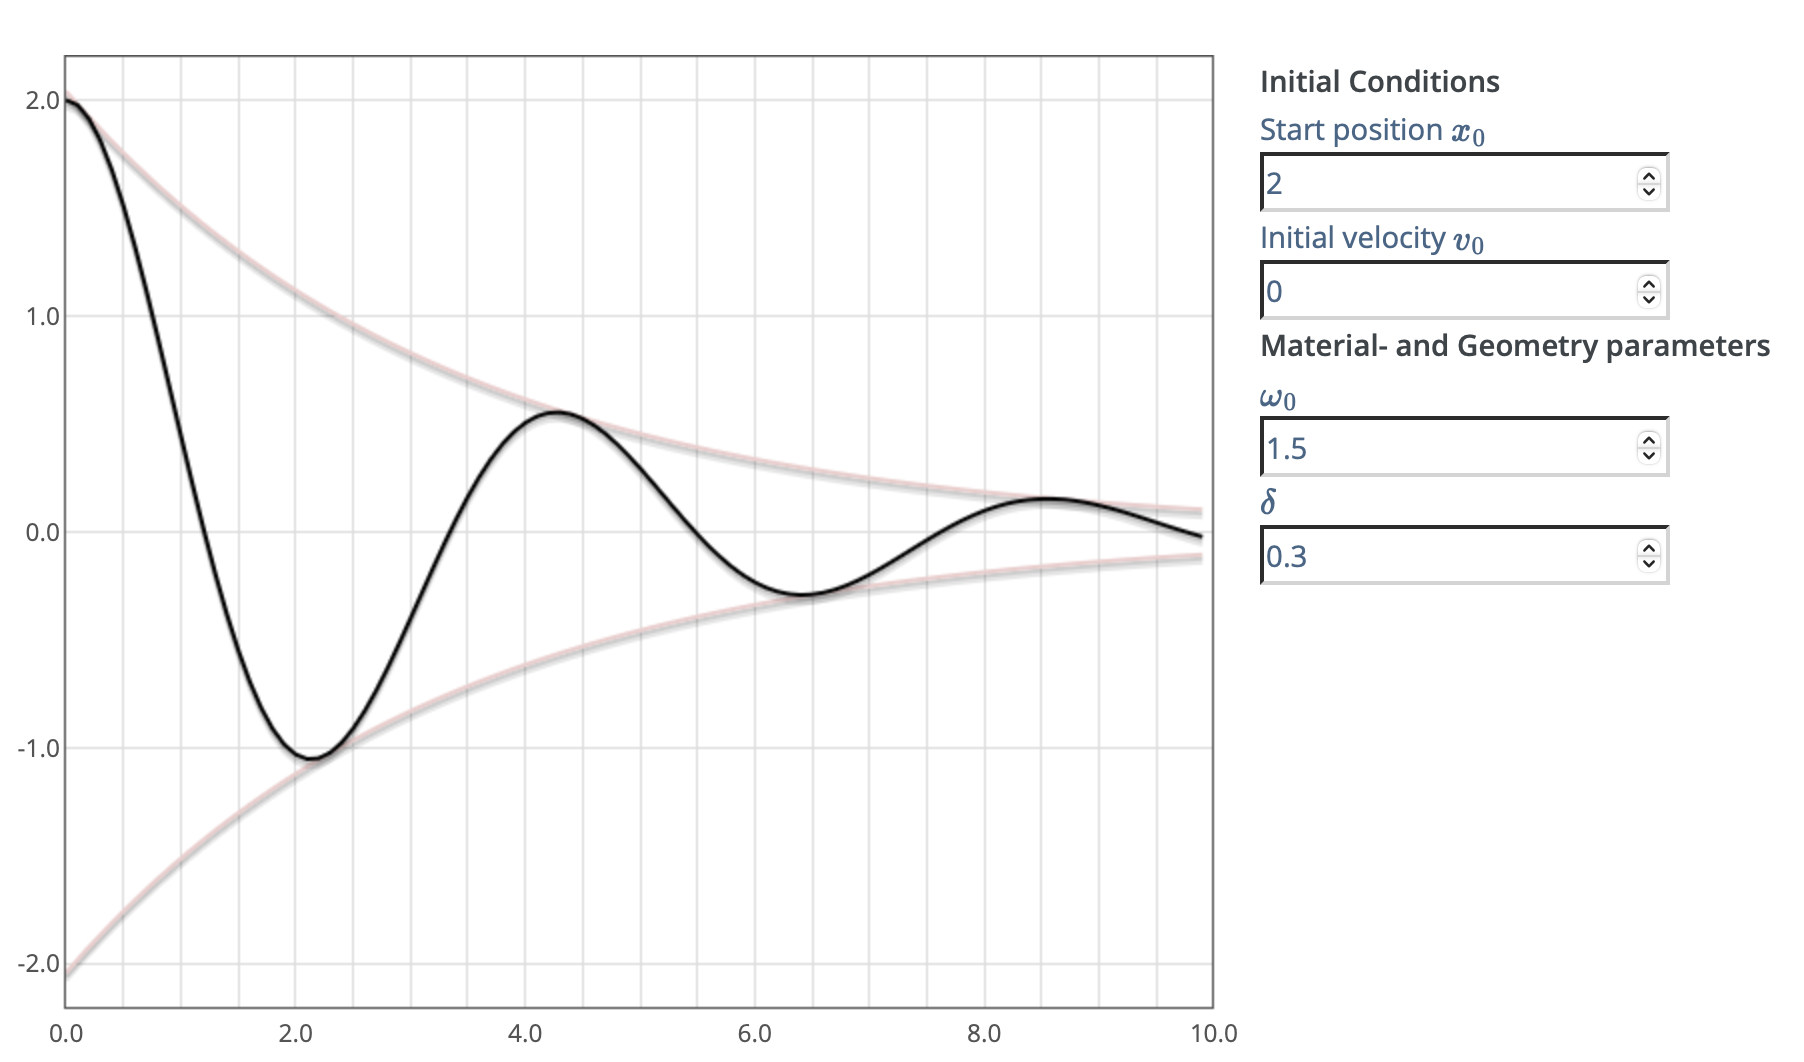 2.0
1.0
0.0
-1.0
-2.0
0.0 2.0 4.0 6.0 8.0 10.0
Initial Conditions
Start position x₀
2
Initial velocity v₀
0
Material- and Geometry parameters
ω₀
1.5
δ
0.3